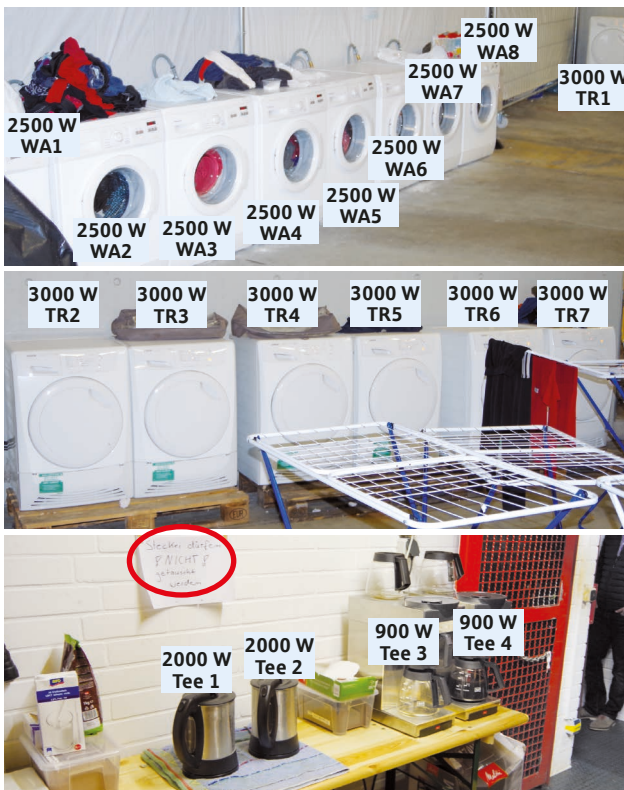 2500 W
WA8
2500 W
WA7
3000 W
TR1
2500 W
WA1
2500 W
WA6
2500 W
WA5
2500 W
WA4
2500 W
WA3
2500 W
WA2
3000 W
TR2
3000 W
TR3
3000 W
TR4
3000 W
TR5
3000 W
TR6
3000 W
TR7
Stecker dürfen
! NICHT !
getauscht
werden
2000 W
Tee 1
2000 W
Tee 2
900 W
Tee 3
900 W
Tee 4
Melitta